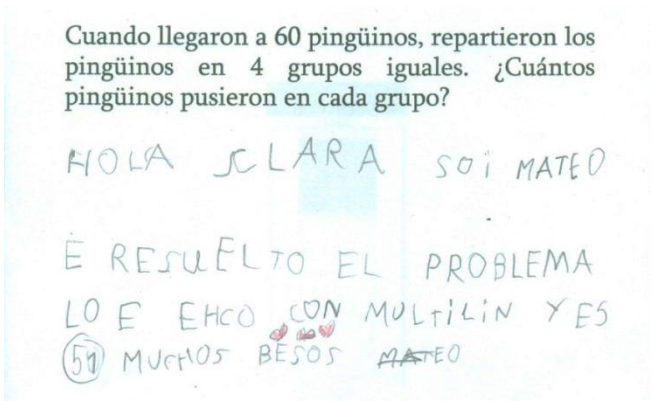 Cuando llegaron a 60 pingüinos, repartieron los
pingüinos en 4 grupos iguales. ¿Cuántos
pingüinos pusieron en cada grupo?
HOLA CLARA SOI MATEO
E RESUELTO EL PROBLEMA
LO E EHCO CON MULTILIN Y ES
51 MUCHOS BESOS MATEO